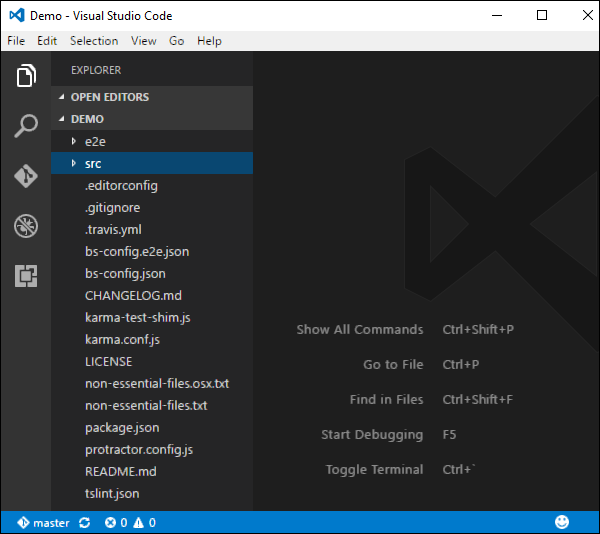 Demo - Visual Studio Code
File Edit Selection View Go Help
EXPLORER
OPEN EDITORS
DEMO
e2e
src
.editorconfig
.gitignore
.travis.yml
bs-config.e2e.json
bs-config.json
CHANGELOG.md
karma-test-shim.js
karma.conf.js
LICENSE
non-essential-files.osx.txt
non-essential-files.txt
package.json
protractor.config.js
README.md
tslint.json
Show All Commands Ctrl+Shift+P
Go to File Ctrl+P
Find in Files Ctrl+Shift+F
Start Debugging F5
Toggle Terminal Ctrl+`
master 0 0